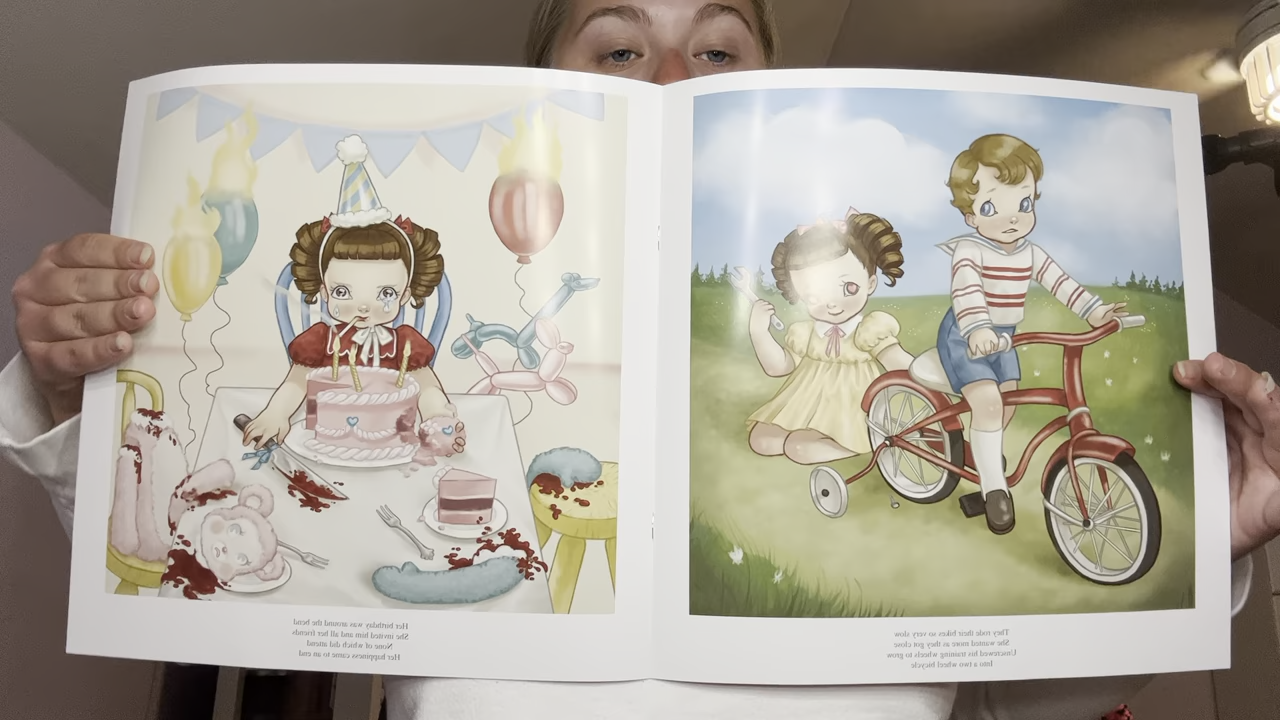 They rode their bikes so very slow
She wanted more as they got close
Unscrewed his training wheels to grow
Into a two wheel bicycle
Her birthday was around the bend
She invited him and all her friends
None of which did attend
Her happiness came to an end